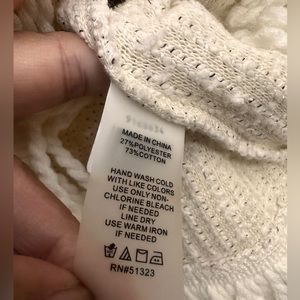 MADE IN CHINA
27%POLYESTER
73%COTTON
HAND WASH COLD
WITH LIKE COLORS
USE ONLY NON-
CHLORINE BLEACH
IF NEEDED
LINE DRY
USE WARM IRON
IF NEEDED
RN#51323